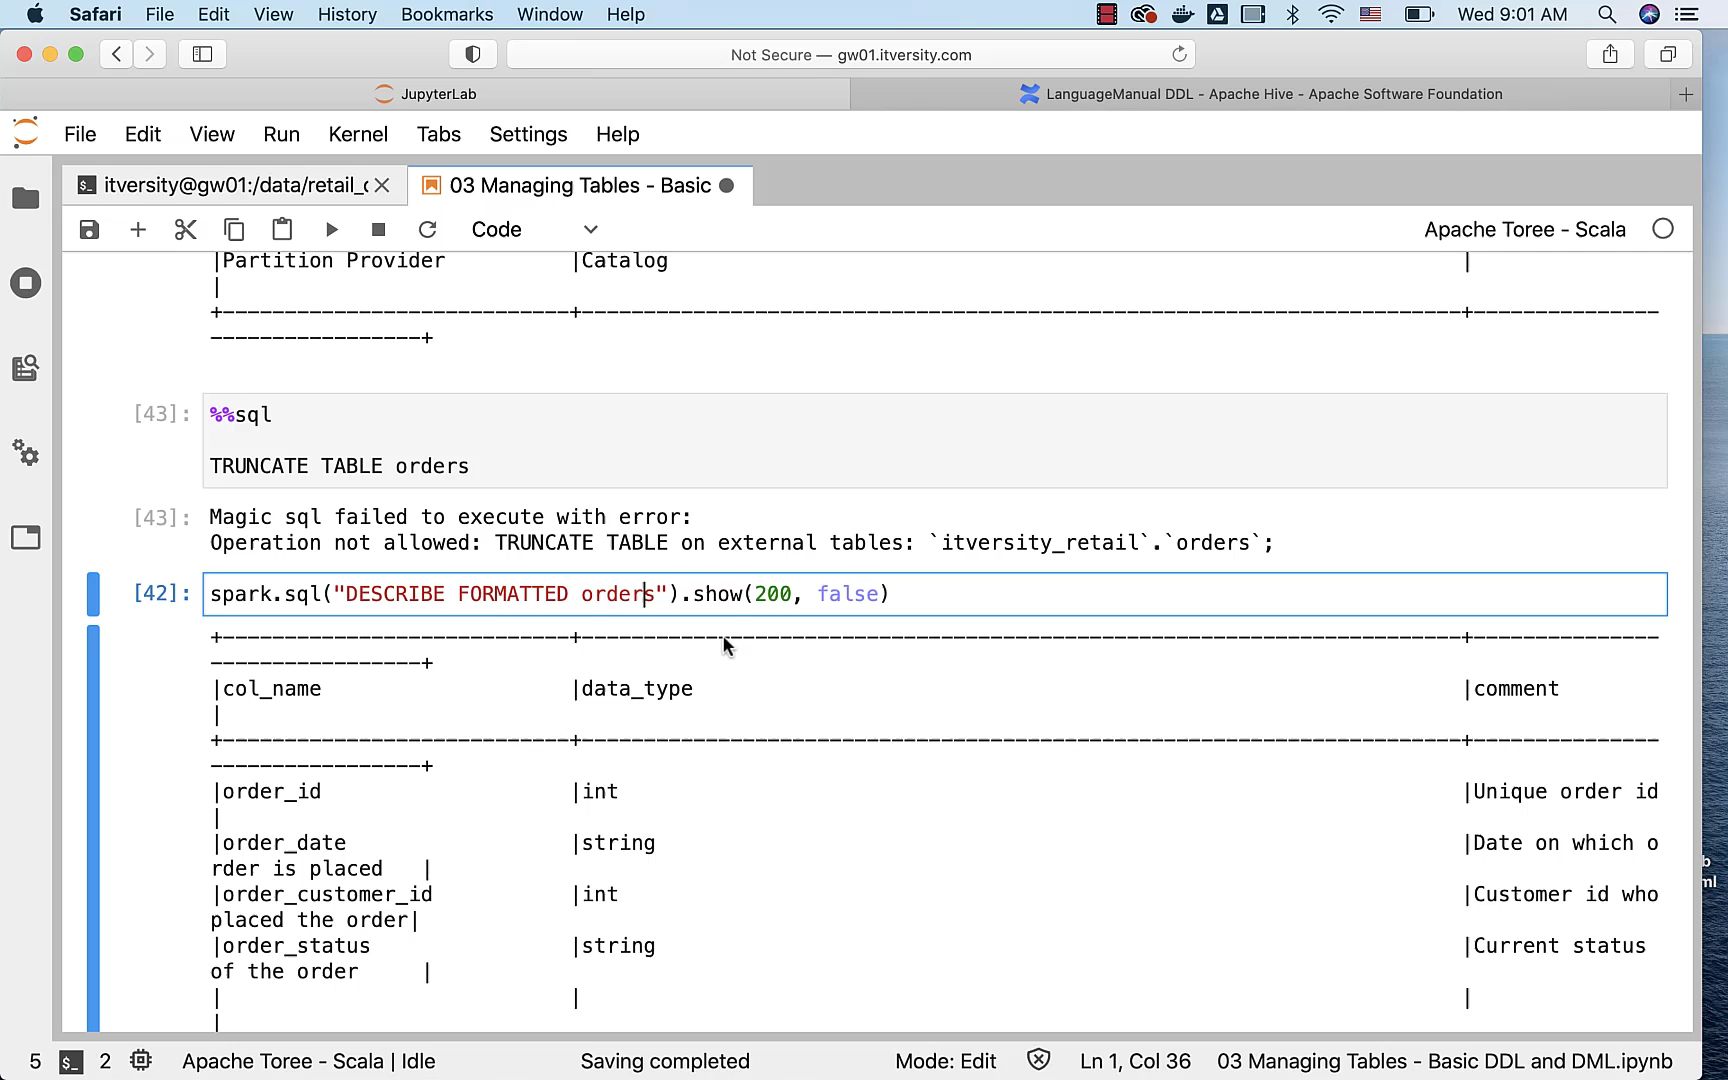 Safari File Edit View History Bookmarks Window Help Wed 9:01 AM
Not Secure — gw01.itversity.com
JupyterLab LanguageManual DDL - Apache Hive - Apache Software Foundation
File Edit View Run Kernel Tabs Settings Help
itversity@gw01:/data/retail_ 03 Managing Tables - Basic
Code Apache Toree - Scala
|Partition Provider |Catalog |
|
+----------------------------+-----------------------------------------------------------------------+---------------
-----------------+
[43]: %%sql
TRUNCATE TABLE orders
[43]: Magic sql failed to execute with error:
Operation not allowed: TRUNCATE TABLE on external tables: `itversity_retail`.`orders`;
[42]: spark.sql("DESCRIBE FORMATTED orders").show(200, false)
+----------------------------+-----------------------------------------------------------------------+---------------
-----------------+
|col_name |data_type |comment
|
+----------------------------+-----------------------------------------------------------------------+---------------
-----------------+
|order_id |int |Unique order id
|
|order_date |string |Date on which o
rder is placed |
|order_customer_id |int |Customer id who
placed the order|
|order_status |string |Current status
of the order |
| | |
|
5 2 Apache Toree - Scala | Idle Saving completed Mode: Edit Ln 1, Col 36 03 Managing Tables - Basic DDL and DML.ipynb